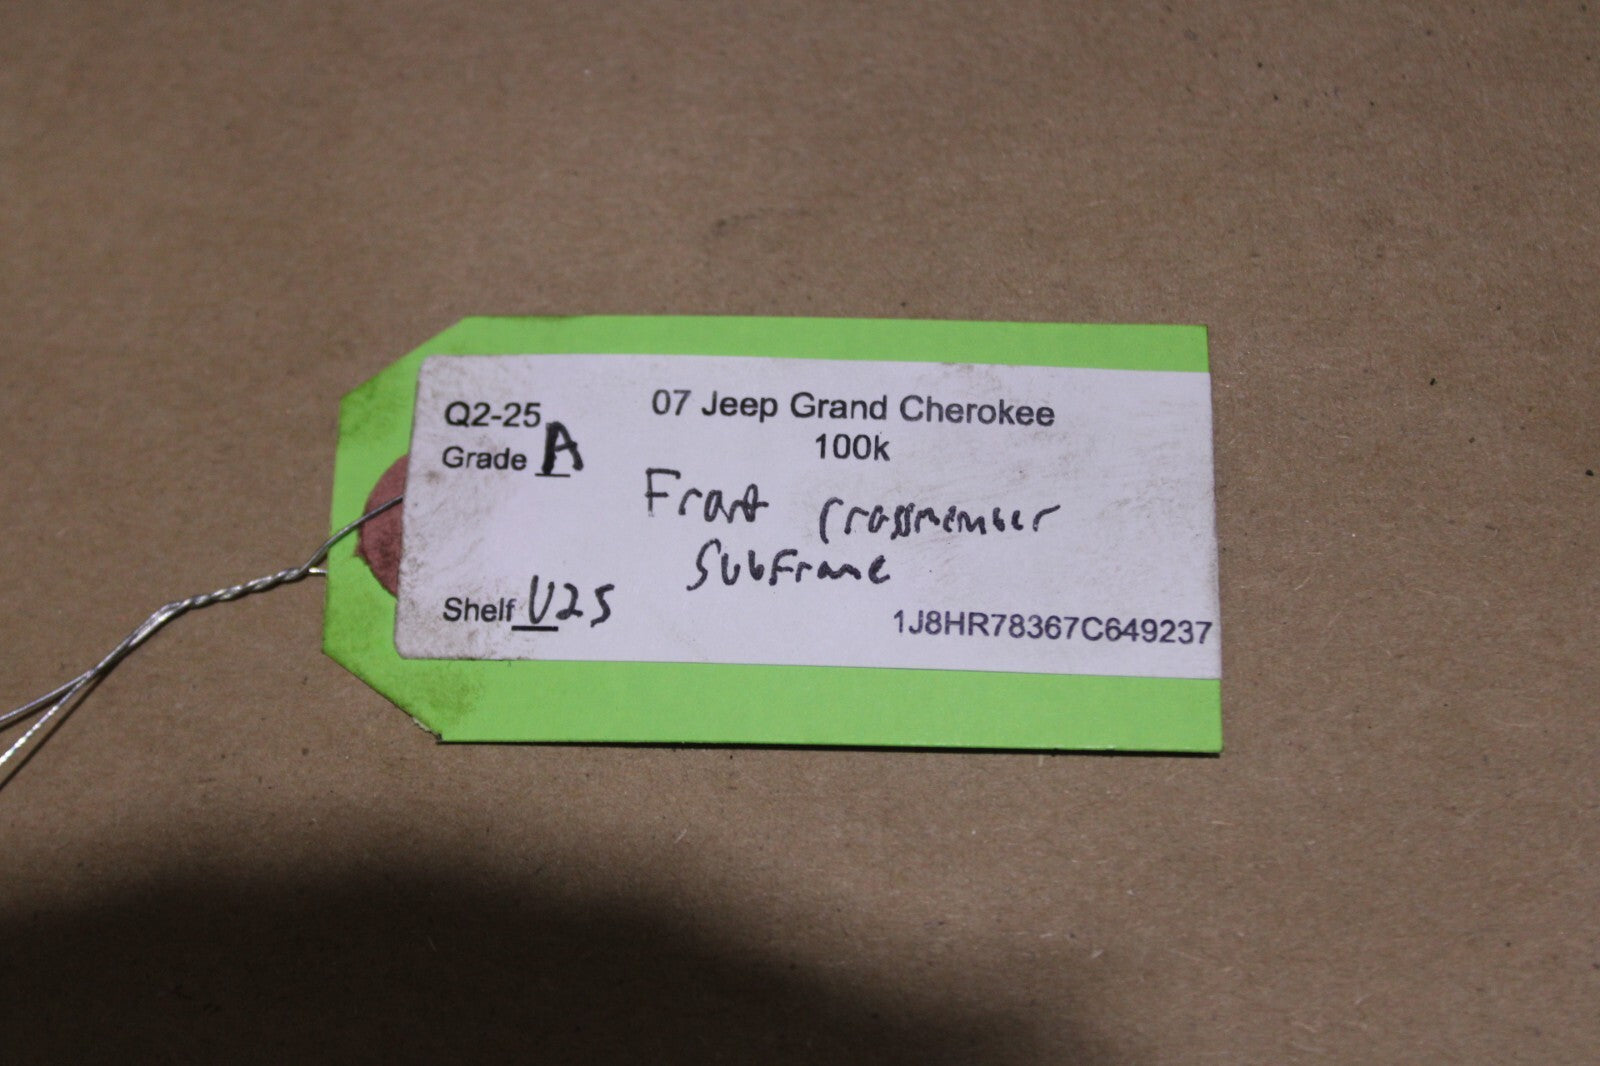 Q2-25
Grade A
07 Jeep Grand Cherokee
100k
Front crossmember
Subframe
Shelf U25
1J8HR78367C649237